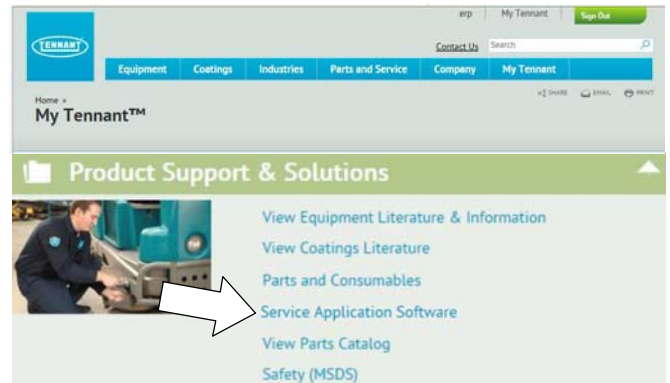 erp My Tennant Sign Out
TENNANT
Contact Us Search
Equipment Coatings Industries Parts and Service Company My Tennant
SHARE EMAIL PRINT
Home »
My Tennant™
Product Support & Solutions
View Equipment Literature & Information
View Coatings Literature
Parts and Consumables
Service Application Software
View Parts Catalog
Safety (MSDS)